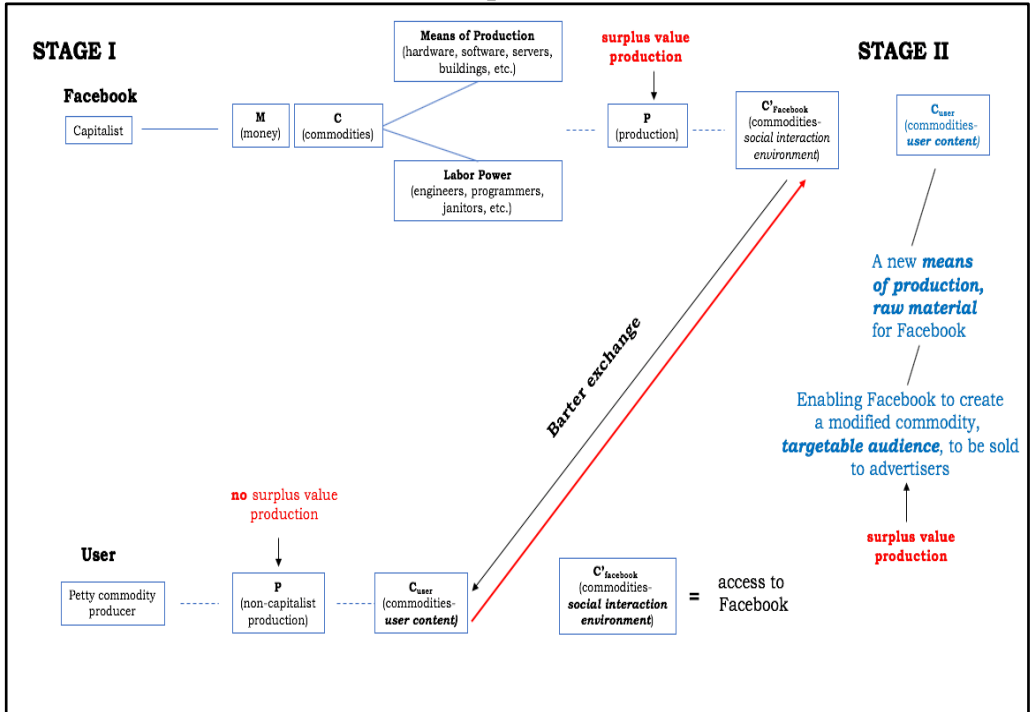 STAGE I
Facebook
Capitalist
M
(money)
C
(commodities)
Means of Production
(hardware, software, servers,
buildings, etc.)
Labor Power
(engineers, programmers,
janitors, etc.)
surplus value
production
P
(production)
C'Facebook
(commodities-
social interaction
environment)
STAGE II
Cuser
(commodities-
user content)
A new means
of production,
raw material
for Facebook
Enabling Facebook to create
a modified commodity,
targetable audience, to be sold
to advertisers
surplus value
production
Barter exchange
no surplus value
production
User
Petty commodity
producer
P
(non-capitalist
production)
Cuser
(commodities-
user content)
C'facebook
(commodities-
social interaction
environment)
=
access to
Facebook